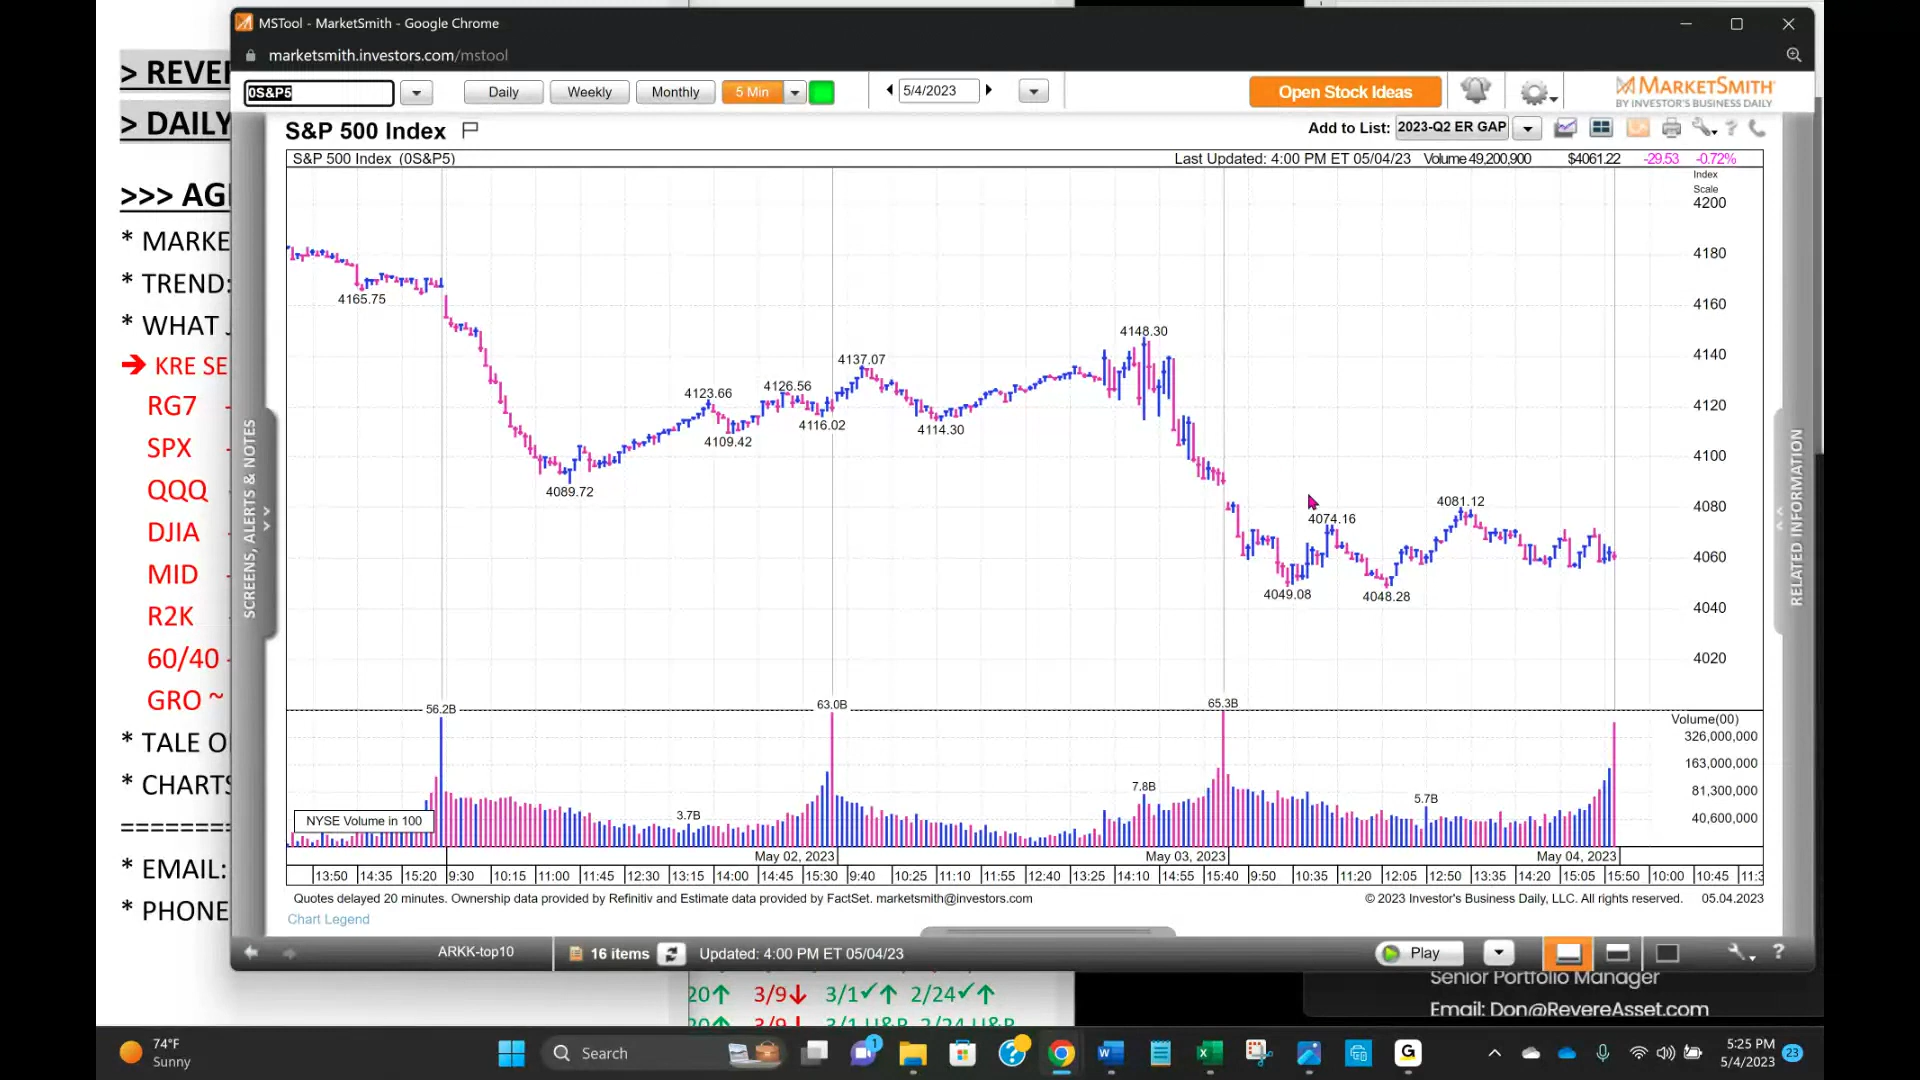 MSTool - MarketSmith - Google Chrome
marketsmith.investors.com/mstool
0S&P5
Daily
Weekly
Monthly
5 Min
5/4/2023
Open Stock Ideas
MARKETSMITH
BY INVESTOR'S BUSINESS DAILY
S&P 500 Index
Add to List:
2023-Q2 ER GAP
S&P 500 Index (0S&P5)
Last Updated: 4:00 PM ET 05/04/23
Volume 49,200,900
$4061.22
-29.53
-0.72%
Index
Scale
4200
4180
4160
4140
4120
4100
4080
4060
4040
4020
4165.75
4089.72
4123.66
4109.42
4126.56
4116.02
4137.07
4114.30
4148.30
4049.08
4074.16
4048.28
4081.12
56.2B
63.0B
65.3B
3.7B
7.8B
5.7B
Volume(00)
326,000,000
163,000,000
81,300,000
40,600,000
NYSE Volume in 100
May 02, 2023
May 03, 2023
May 04, 2023
13:50 14:35 15:20 9:30 10:15 11:00 11:45 12:30 13:15 14:00 14:45 15:30 9:40 10:25 11:10 11:55 12:40 13:25 14:10 14:55 15:40 9:50 10:35 11:20 12:05 12:50 13:35 14:20 15:05 15:50 10:00 10:45 11:3
Quotes delayed 20 minutes. Ownership data provided by Refinitiv and Estimate data provided by FactSet. marketsmith@investors.com
© 2023 Investor's Business Daily, LLC. All rights reserved.
05.04.2023
Chart Legend
SCREENS, ALERTS & NOTES
RELATED INFORMATION
ARKK-top10
16 items
Updated: 4:00 PM ET 05/04/23
Play
?
> REVER
> DAILY
>>> AGE
* MARKE
* TREND:
* WHAT J
KRE SE
RG7 -
SPX -
QQQ
DJIA
MID -
R2K
60/40 -
GRO ~
* TALE O
* CHARTS
========
* EMAIL:
* PHONE
20↑ 3/9↓ 3/1✓↑ 2/24✓↑
20↑ 3/9↓ 3/1 U&R 2/24 U&R
Senior Portfolio Manager
Email: Don@RevereAsset.com
74°F
Sunny
Search
1
5:25 PM
5/4/2023
23